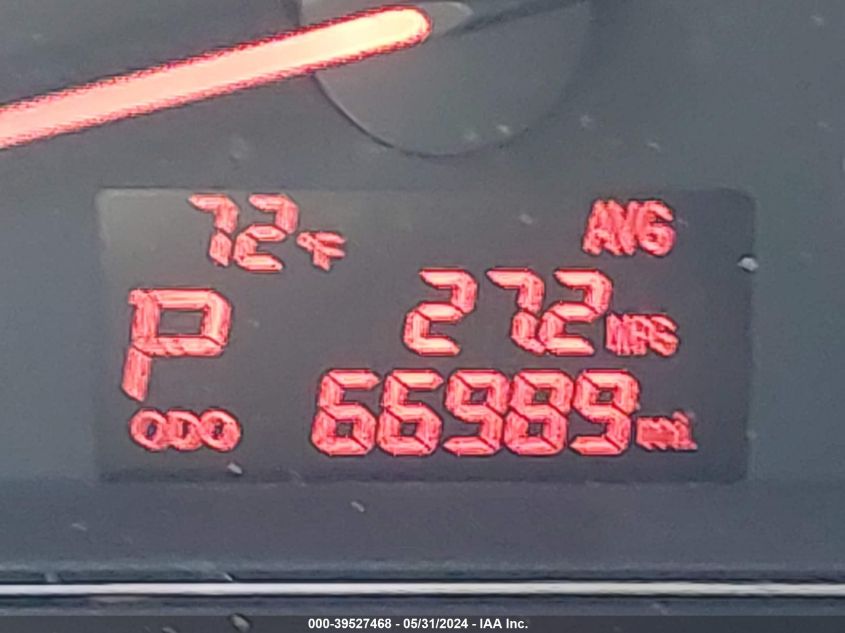 72°F AVG
P 27.2 MPG
ODO 66989 mi
000-39527468 - 05/31/2024 - IAA Inc.